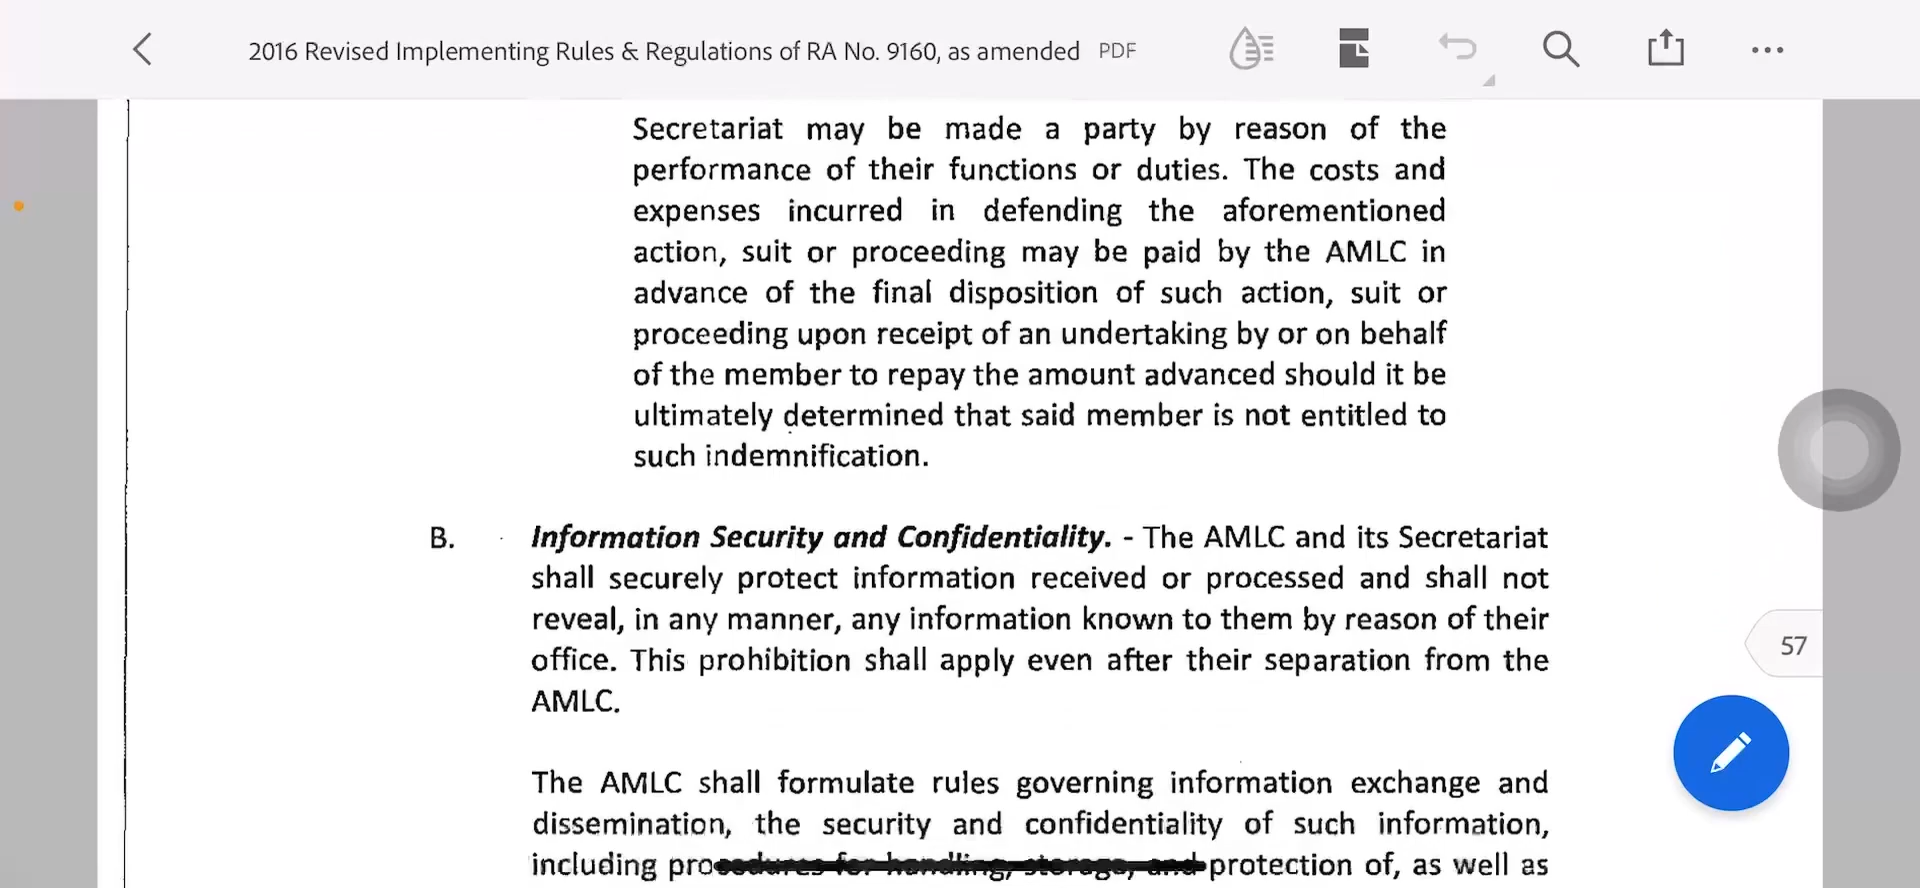 2016 Revised Implementing Rules & Regulations of RA No. 9160, as amended PDF
Secretariat may be made a party by reason of the
performance of their functions or duties. The costs and
expenses incurred in defending the aforementioned
action, suit or proceeding may be paid by the AMLC in
advance of the final disposition of such action, suit or
proceeding upon receipt of an undertaking by or on behalf
of the member to repay the amount advanced should it be
ultimately determined that said member is not entitled to
such indemnification.
B. Information Security and Confidentiality. - The AMLC and its Secretariat
shall securely protect information received or processed and shall not
reveal, in any manner, any information known to them by reason of their
office. This prohibition shall apply even after their separation from the
AMLC.
57
The AMLC shall formulate rules governing information exchange and
dissemination, the security and confidentiality of such information,
including procedures for handling, storage, and protection of, as well as